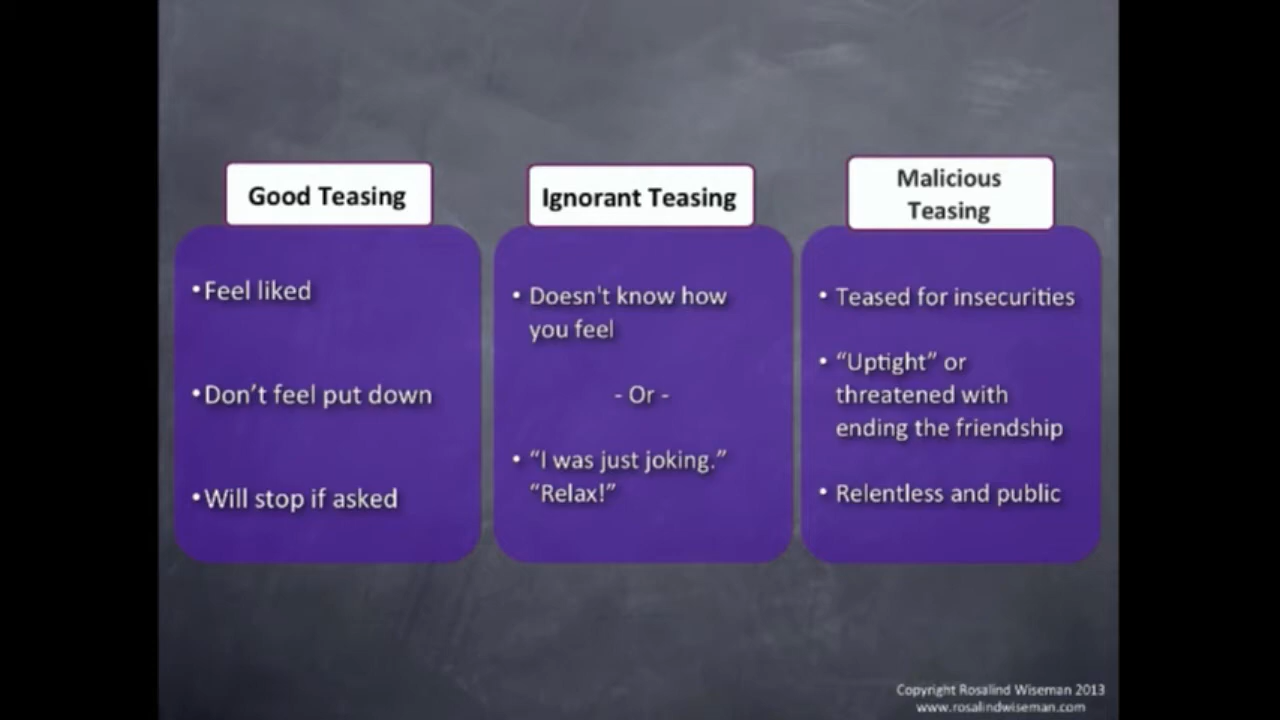 Good Teasing
•Feel liked
•Don’t feel put down
•Will stop if asked
Ignorant Teasing
• Doesn't know how
you feel
- Or -
• “I was just joking.”
“Relax!”
Malicious
Teasing
• Teased for insecurities
• “Uptight” or
threatened with
ending the friendship
• Relentless and public
Copyright Rosalind Wiseman 2013
www.rosalindwiseman.com